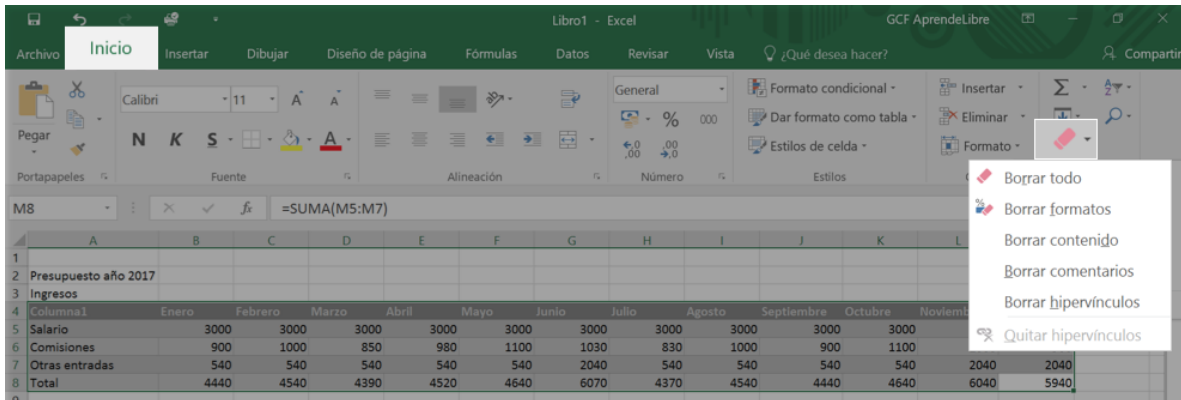 Libro1 - Excel GCF AprendeLibre
Archivo Inicio Insertar Dibujar Diseño de página Fórmulas Datos Revisar Vista ¿Qué desea hacer? Compartir
Calibri 11 A A General Formato condicional Insertar
Pegar % 000 Dar formato como tabla Eliminar
N K S A Estilos de celda Formato
Portapapeles Fuente Alineación Número Estilos
Borrar todo
Borrar formatos
Borrar contenido
Borrar comentarios
Borrar hipervínculos
Quitar hipervínculos
M8 fx =SUMA(M5:M7)
A B C D E F G H I J K L
1
2 Presupuesto año 2017
3 Ingresos
4 Columna1 Enero Febrero Marzo Abril Mayo Junio Julio Agosto Septiembre Octubre Noviemb
5 Salario 3000 3000 3000 3000 3000 3000 3000 3000 3000 3000
6 Comisiones 900 1000 850 980 1100 1030 830 1000 900 1100
7 Otras entradas 540 540 540 540 540 2040 540 540 540 540 2040 2040
8 Total 4440 4540 4390 4520 4640 6070 4370 4540 4440 4640 6040 5940